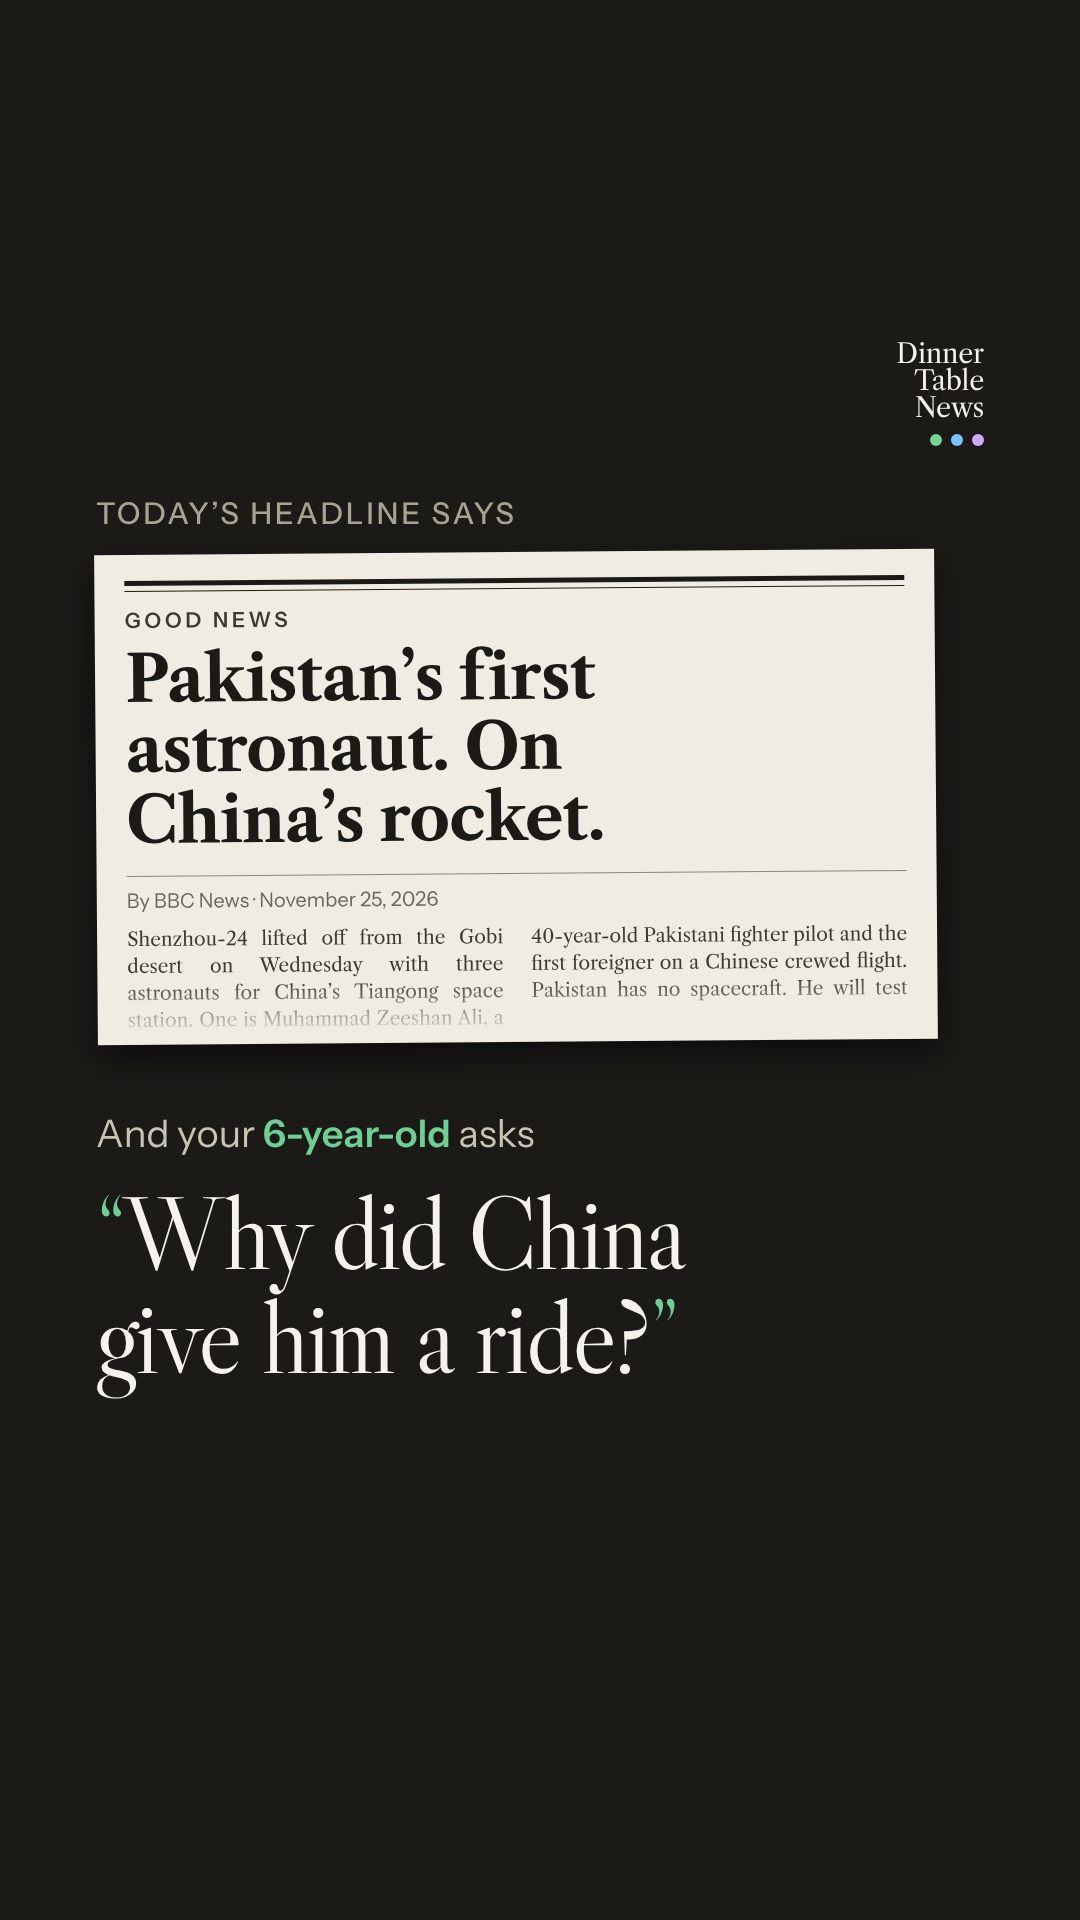 Dinner
Table
News
TODAY’S HEADLINE SAYS
GOOD NEWS
Pakistan’s first
astronaut. On
China’s rocket.
By BBC News · November 25, 2026
Shenzhou-24 lifted off from the Gobi
desert on Wednesday with three
astronauts for China’s Tiangong space
station. One is Muhammad Zeeshan Ali, a
40-year-old Pakistani fighter pilot and the
first foreigner on a Chinese crewed flight.
Pakistan has no spacecraft. He will test
And your 6-year-old asks
“Why did China
give him a ride?”